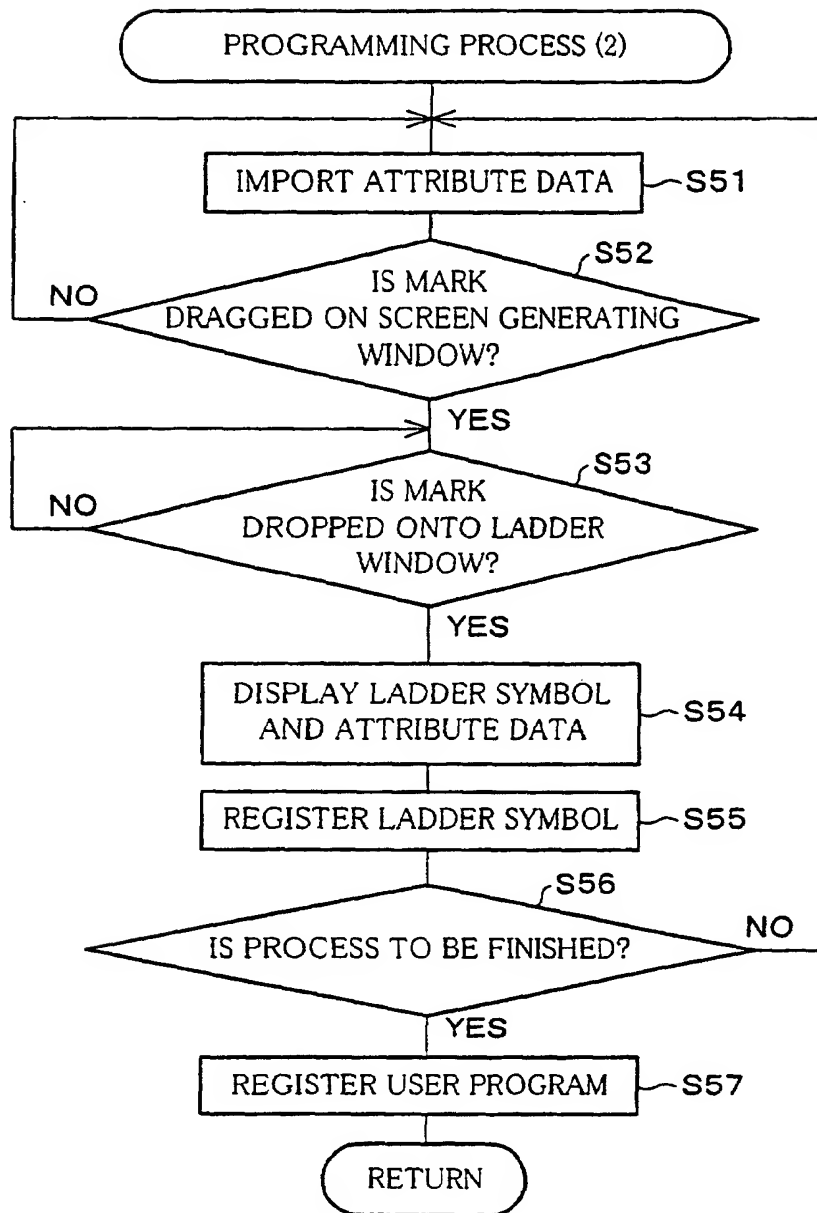 PROGRAMMING PROCESS (2)
IMPORT ATTRIBUTE DATA
S51
S52
IS MARK
DRAGGED ON SCREEN GENERATING
WINDOW?
NO
YES
S53
IS MARK
DROPPED ONTO LADDER
WINDOW?
NO
YES
DISPLAY LADDER SYMBOL
AND ATTRIBUTE DATA
S54
REGISTER LADDER SYMBOL
S55
S56
IS PROCESS TO BE FINISHED?
NO
YES
REGISTER USER PROGRAM
S57
RETURN